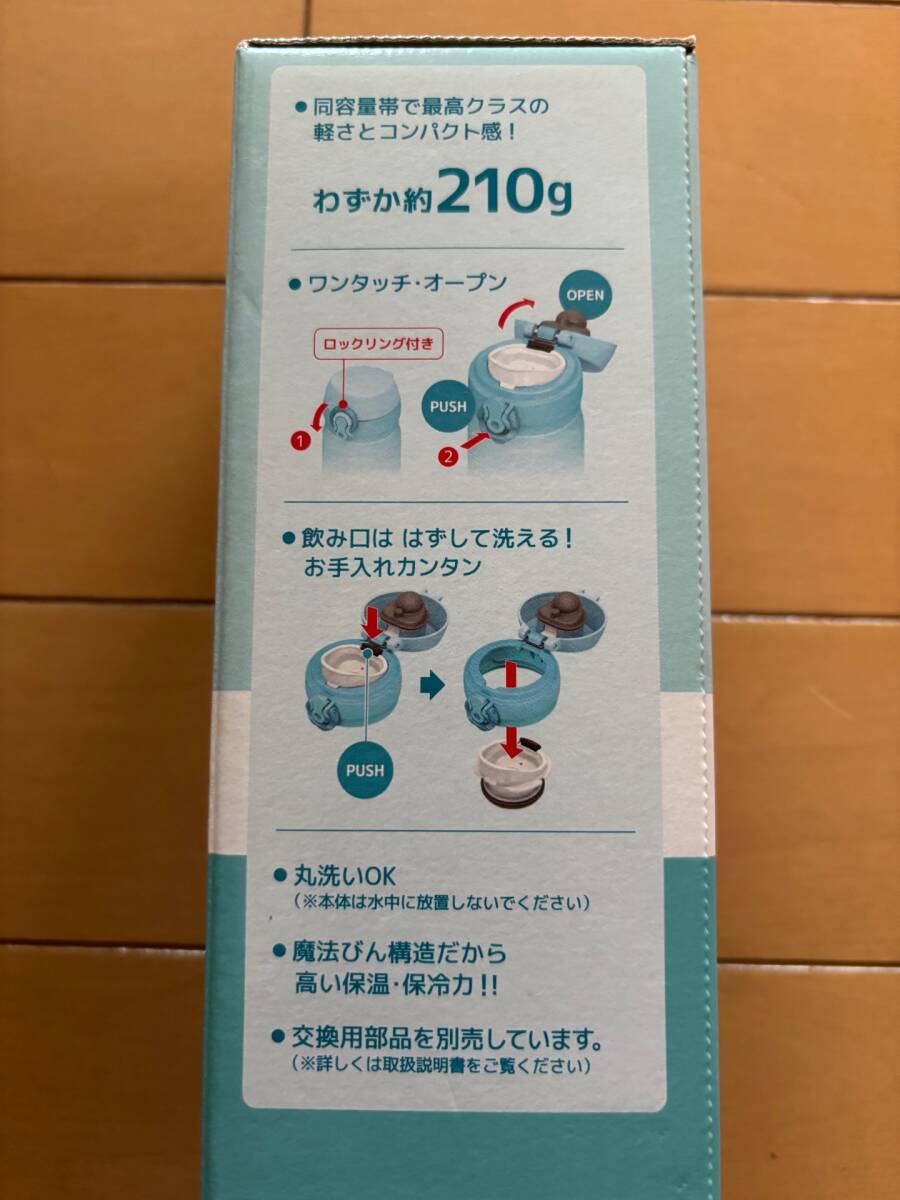 ●同容量帯で最高クラスの
軽さとコンパクト感！
わずか約210g
●ワンタッチ・オープン
OPEN
ロックリング付き
PUSH
1
2
●飲み口は はずして洗える！
お手入れカンタン
PUSH
●丸洗いOK
（※本体は水中に放置しないでください）
●魔法びん構造だから
高い保温・保冷力!!
●交換用部品を別売しています。
（※詳しくは取扱説明書をご覧ください）